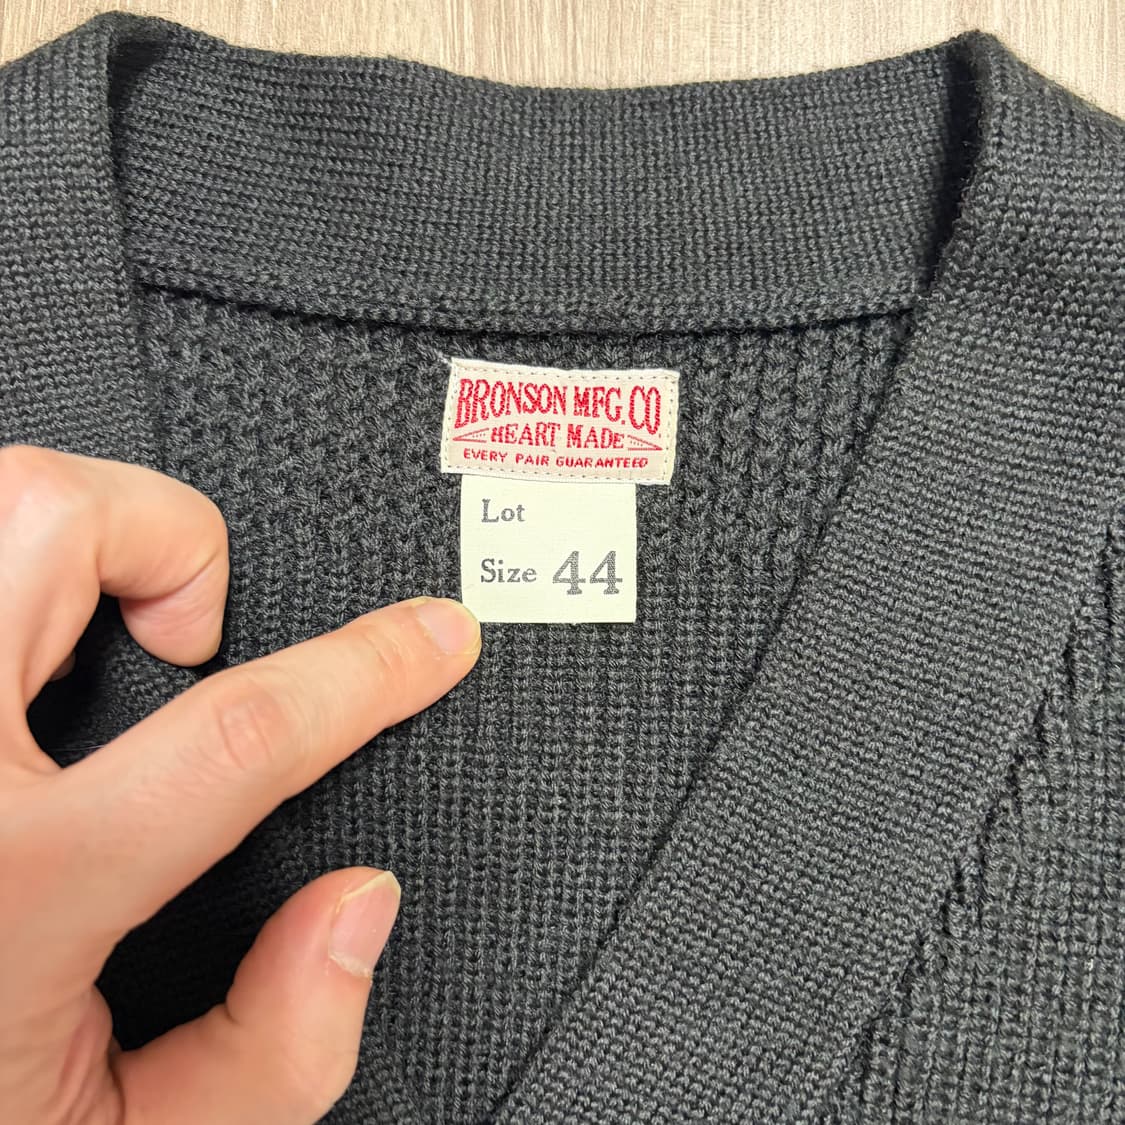 BRONSON MFG. CO
HEART MADE
EVERY PAIR GUARANTEED
Lot
Size 44